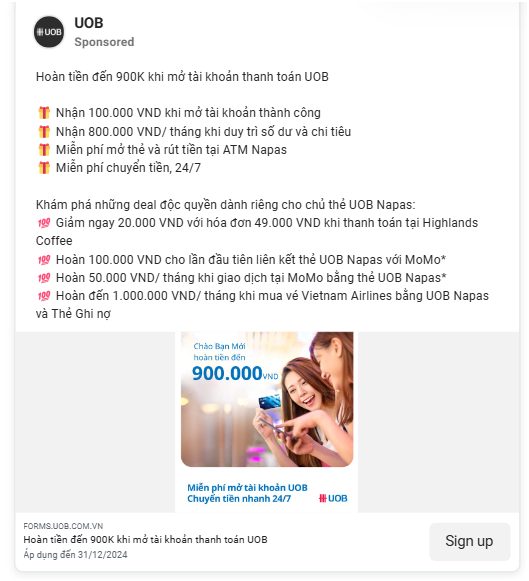 UOB
UOB
Sponsored
Hoàn tiền đến 900K khi mở tài khoản thanh toán UOB
🎁 Nhận 100.000 VND khi mở tài khoản thành công
🎁 Nhận 800.000 VND/ tháng khi duy trì số dư và chi tiêu
🎁 Miễn phí mở thẻ và rút tiền tại ATM Napas
🎁 Miễn phí chuyển tiền, 24/7
Khám phá những deal độc quyền dành riêng cho chủ thẻ UOB Napas:
💯 Giảm ngay 20.000 VND với hóa đơn 49.000 VND khi thanh toán tại Highlands
Coffee
💯 Hoàn 100.000 VND cho lần đầu tiên liên kết thẻ UOB Napas với MoMo*
💯 Hoàn 50.000 VND/ tháng khi giao dịch tại MoMo bằng thẻ UOB Napas*
💯 Hoàn đến 1.000.000 VND/ tháng khi mua vé Vietnam Airlines bằng UOB Napas
và Thẻ Ghi nợ
Chào Bạn Mới
hoàn tiền đến
900.000VND
Miễn phí mở tài khoản UOB
Chuyển tiền nhanh 24/7
UOB
FORMS.UOB.COM.VN
Hoàn tiền đến 900K khi mở tài khoản thanh toán UOB
Áp dụng đến 31/12/2024
Sign up